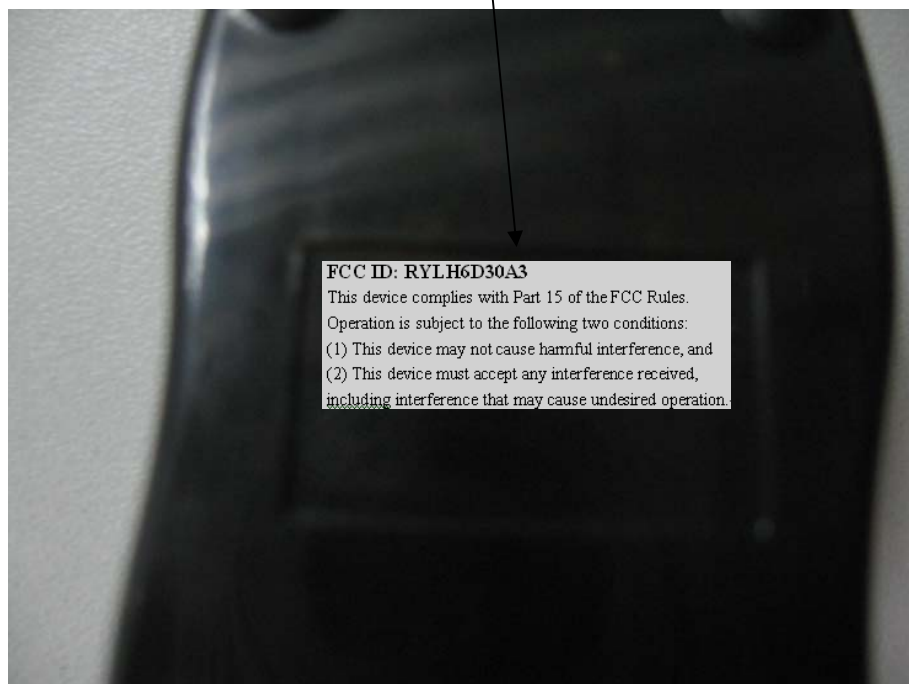 FCC ID: RYLH6D30A3
This device complies with Part 15 of the FCC Rules.
Operation is subject to the following two conditions:
(1) This device may not cause harmful interference, and
(2) This device must accept any interference received,
including interference that may cause undesired operation.